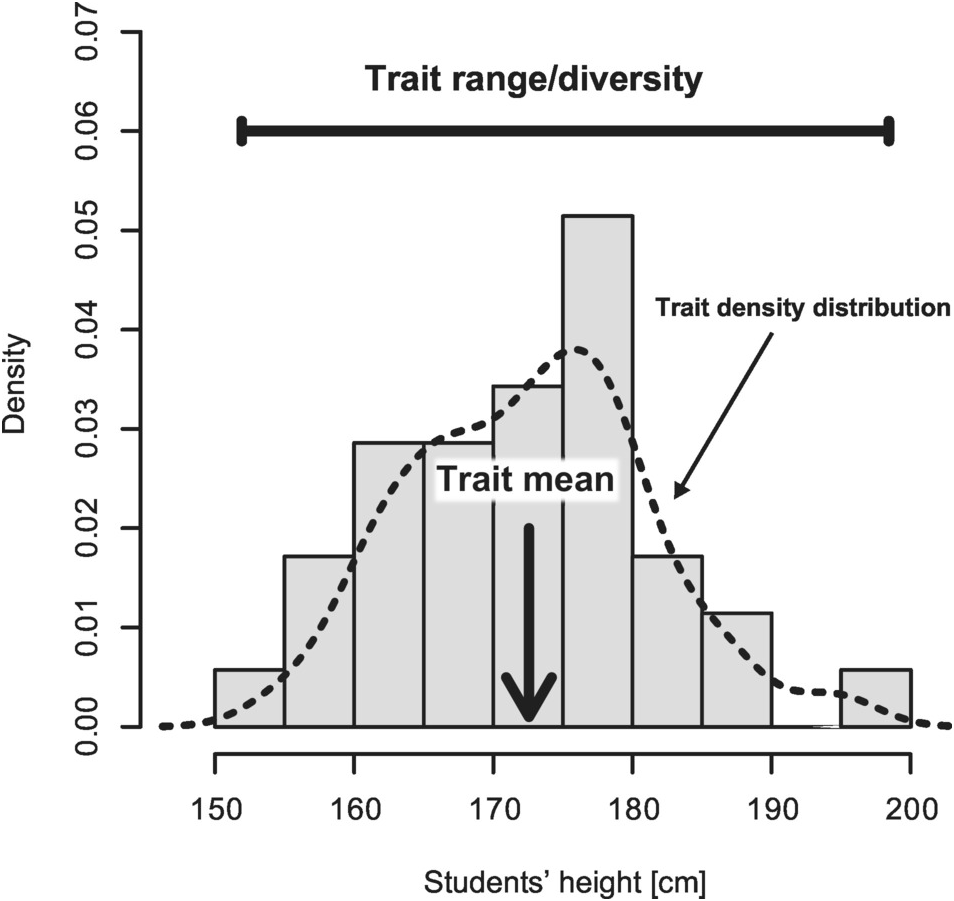 0.07
Trait range/diversity
0.06
0.05
Trait density distribution
0.04
Density
0.03
Trait mean
0.02
0.01
0.00
150 160 170 180 190 200
Students’ height [cm]